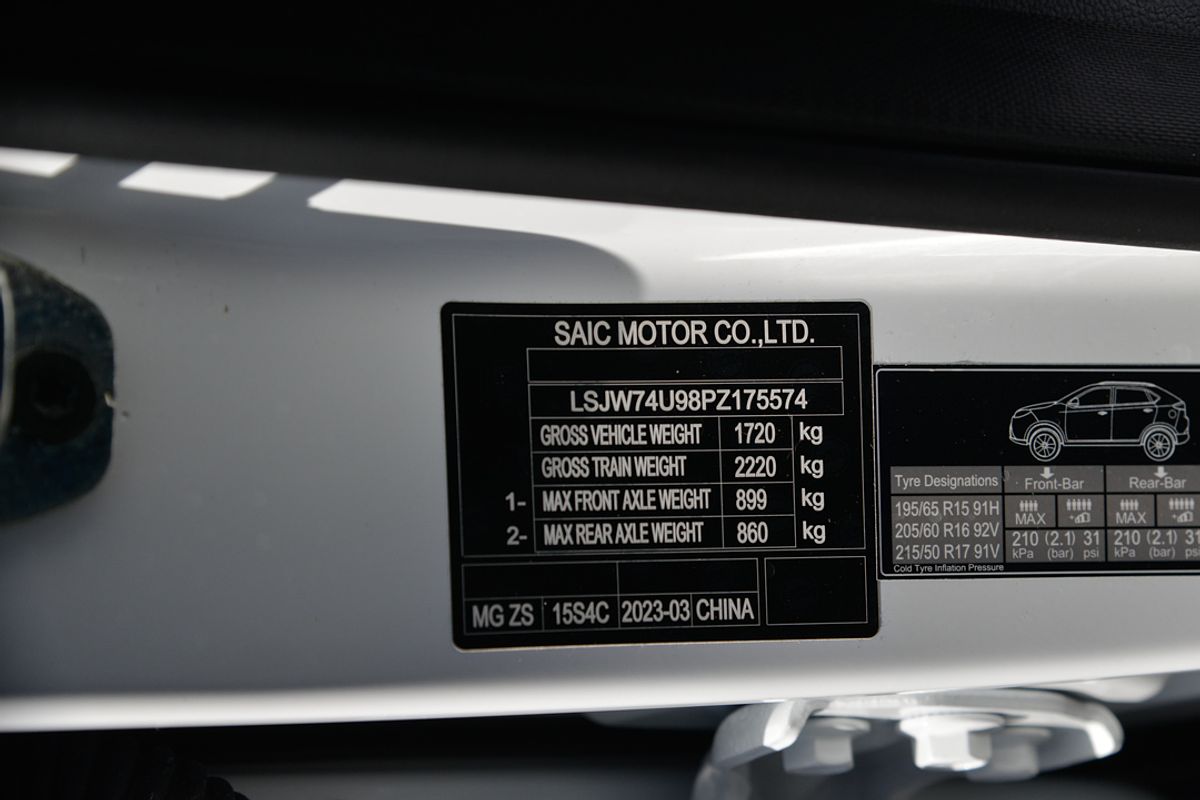 SAIC MOTOR CO.,LTD.
LSJW74U98PZ175574
GROSS VEHICLE WEIGHT 1720 kg
GROSS TRAIN WEIGHT 2220 kg
1- MAX FRONT AXLE WEIGHT 899 kg
2- MAX REAR AXLE WEIGHT 860 kg
MG ZS 15S4C 2023-03 CHINA
Tyre Designations Front-Bar Rear-Bar
MAX MAX
195/65 R15 91H
205/60 R16 92V
215/50 R17 91V
210 kPa (2.1) (bar) 31 psi 210 kPa (2.1) (bar) 31 psi
Cold Tyre Inflation Pressure